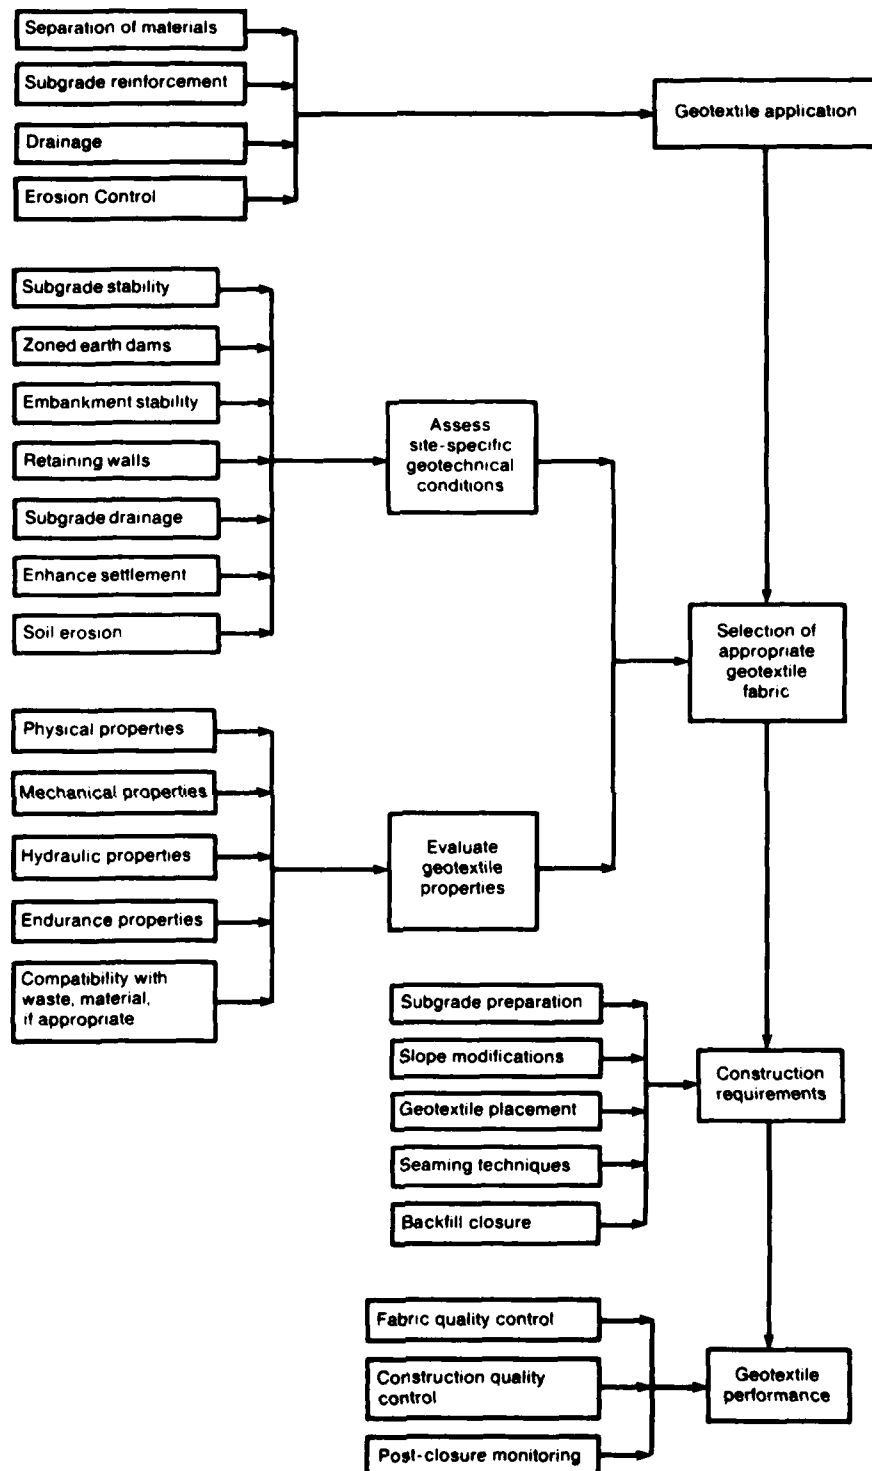 Separation of materials
Subgrade reinforcement
Drainage
Erosion Control
Geotextile application
Subgrade stability
Zoned earth dams
Embankment stability
Retaining walls
Subgrade drainage
Enhance settlement
Soil erosion
Assess
site-specific
geotechnical
conditions
Selection of
appropriate
geotextile
fabric
Physical properties
Mechanical properties
Hydraulic properties
Endurance properties
Compatibility with
waste, material,
if appropriate
Evaluate
geotextile
properties
Subgrade preparation
Slope modifications
Geotextile placement
Seaming techniques
Backfill closure
Construction
requirements
Fabric quality control
Construction quality
control
Post-closure monitoring
Geotextile
performance